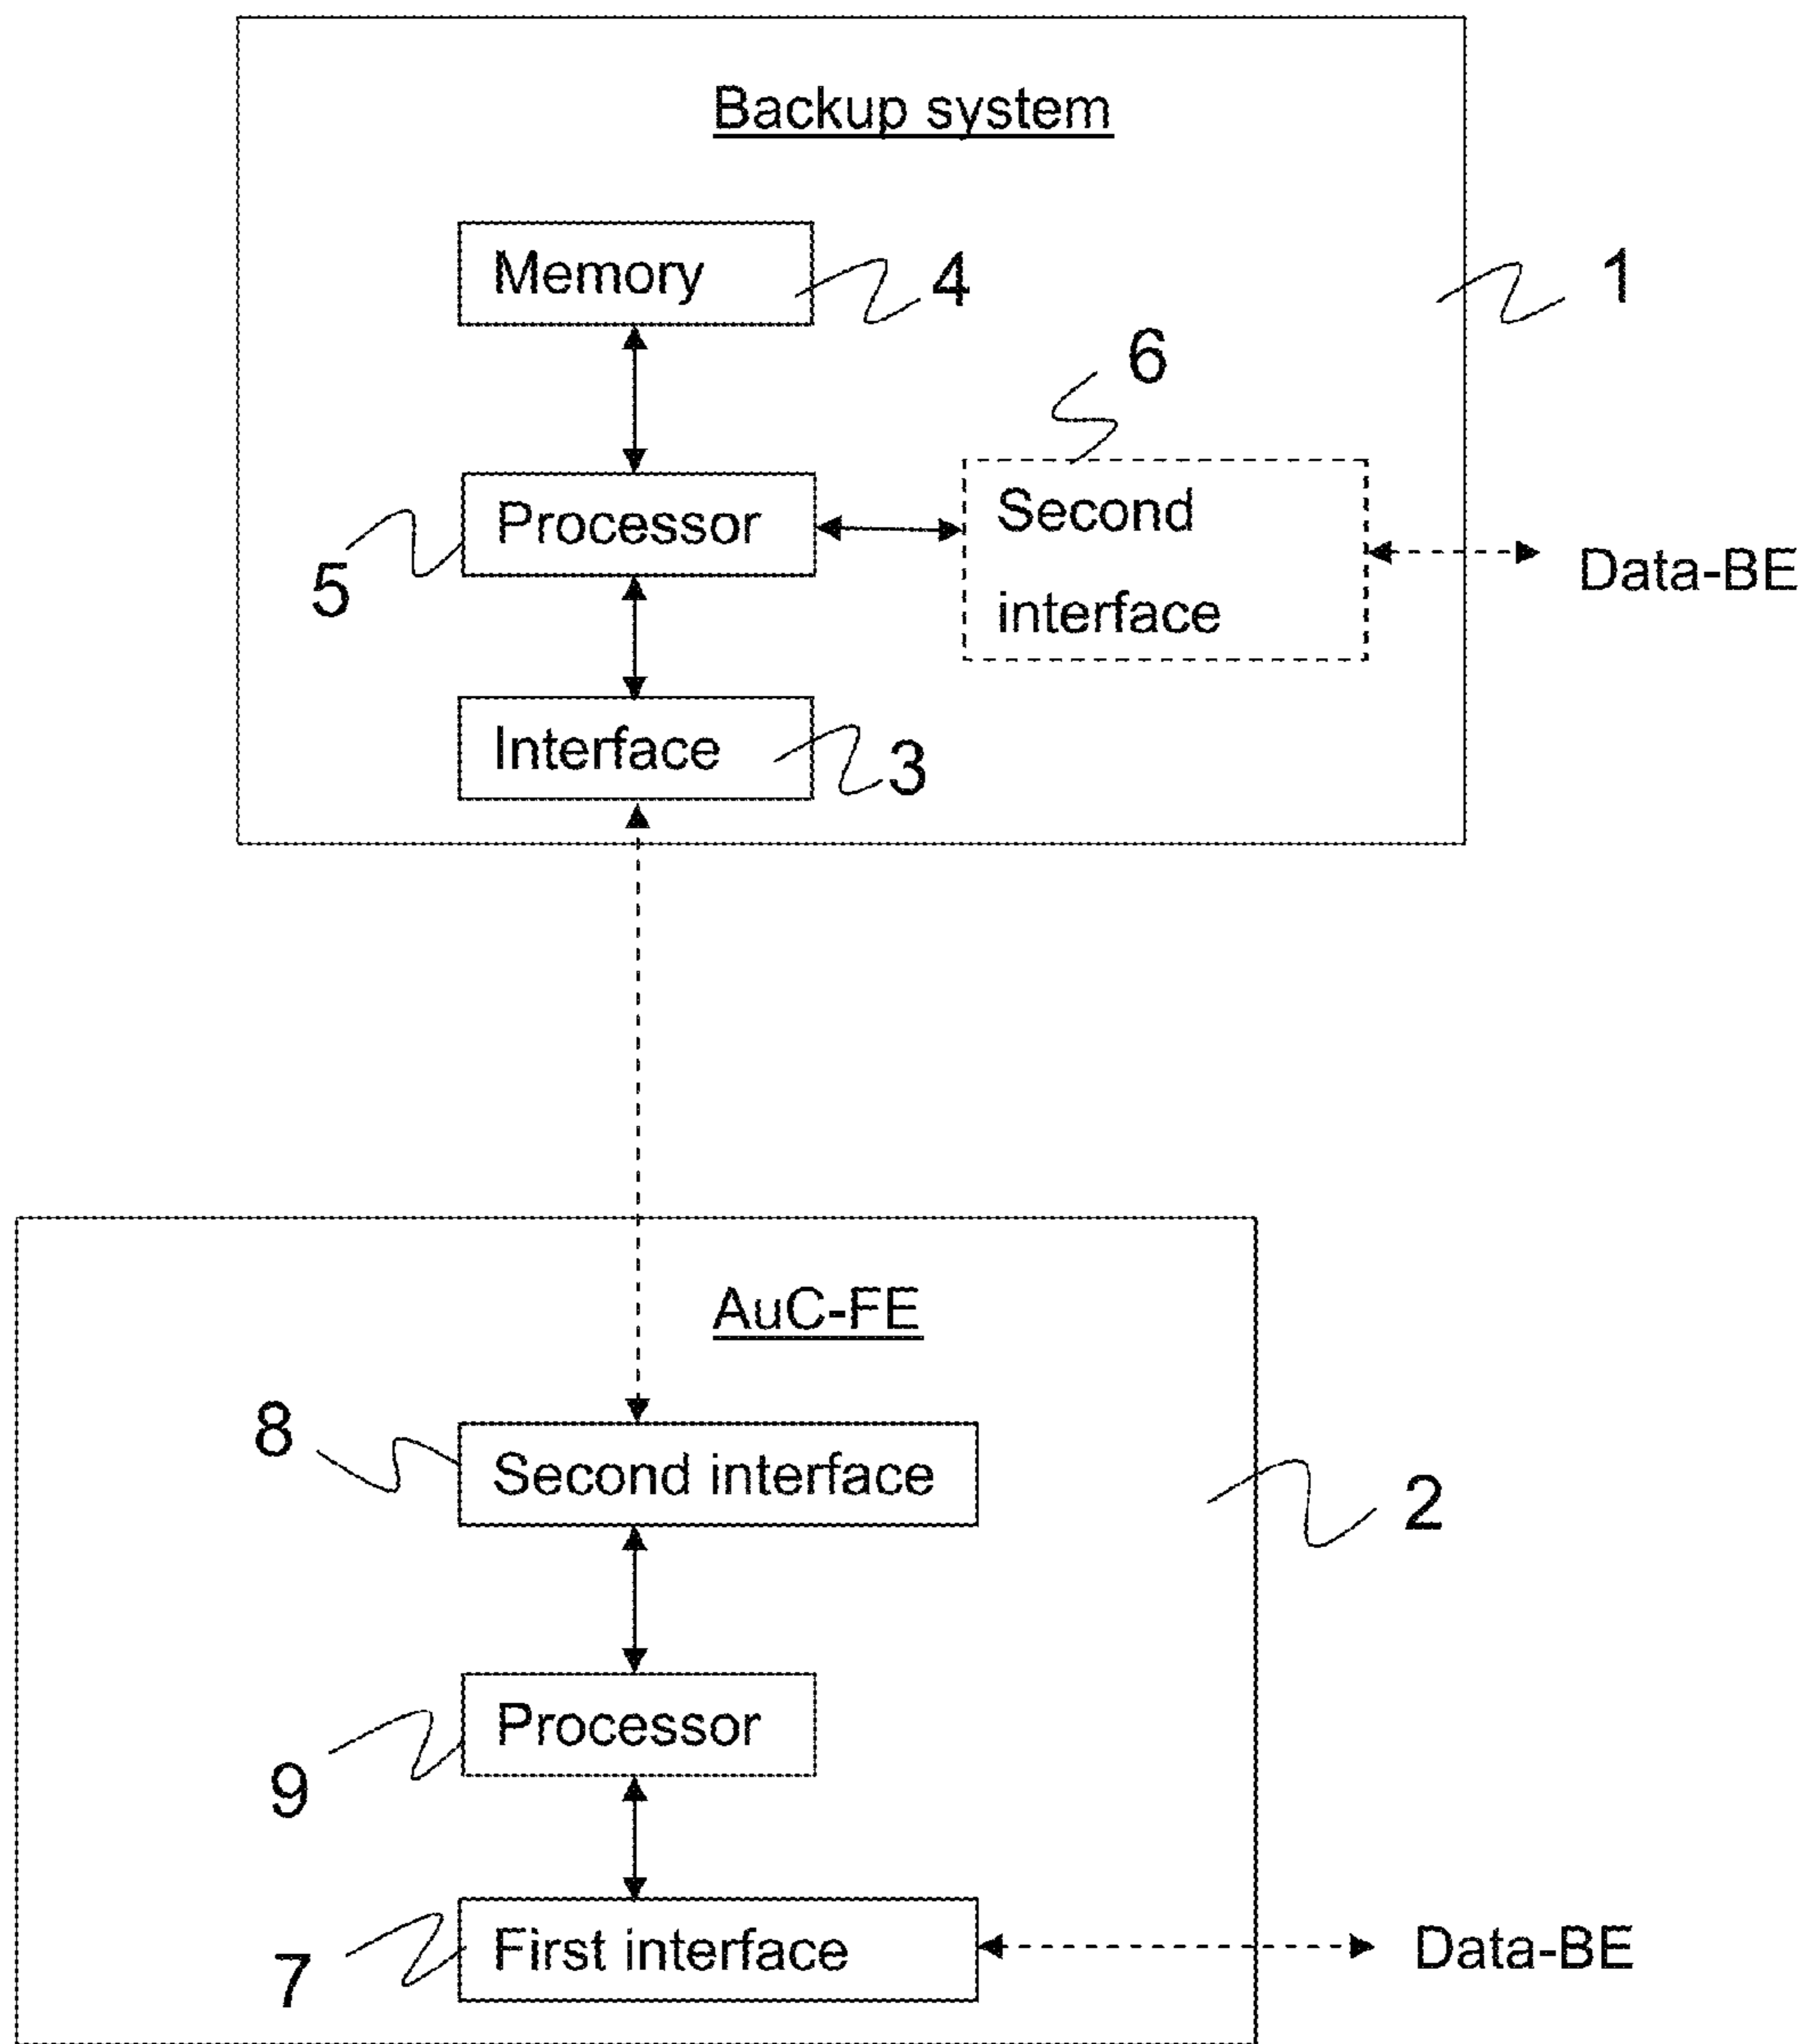 Backup system
Memory
4
1
6
Processor
5
Second
interface
Data-BE
Interface
3
AuC-FE
8
Second interface
2
Processor
9
First interface
7
Data-BE